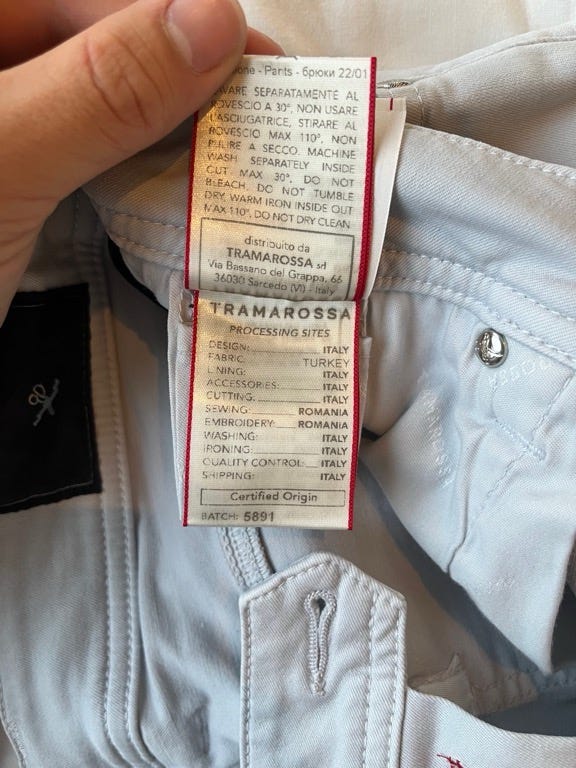 - Pants - брюки 22/01
LAVARE SEPARATAMENTE AL
ROVESCIO A 30°, NON USARE
L'ASCIUGATRICE, STIRARE AL
ROVESCIO MAX 110°, NON
PULIRE A SECCO. MACHINE
WASH SEPARATELY INSIDE
OUT MAX 30°, DO NOT
BLEACH, DO NOT TUMBLE
DRY, WARM IRON INSIDE OUT
MAX 110°, DO NOT DRY CLEAN
distribuito da
TRAMAROSSA srl
Via Bassano del Grappa, 66
36030 Sarcedo (VI) - Italy
TRAMAROSSA
PROCESSING SITES
DESIGN: ITALY
FABRIC: TURKEY
LINING: ITALY
ACCESSORIES: ITALY
CUTTING: ITALY
SEWING: ROMANIA
EMBROIDERY: ROMANIA
WASHING: ITALY
IRONING: ITALY
QUALITY CONTROL: ITALY
SHIPPING: ITALY
Certified Origin
BATCH: 5891